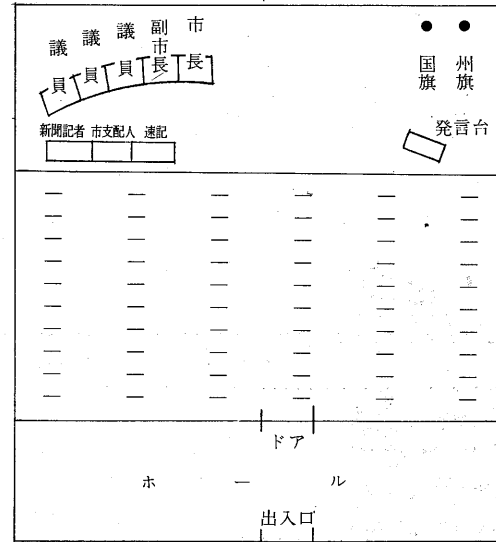 議員
議員
議員
副市長
市長
国旗
州旗
発言台
新聞記者
市支配人
速記
ドア
ホール
出入口